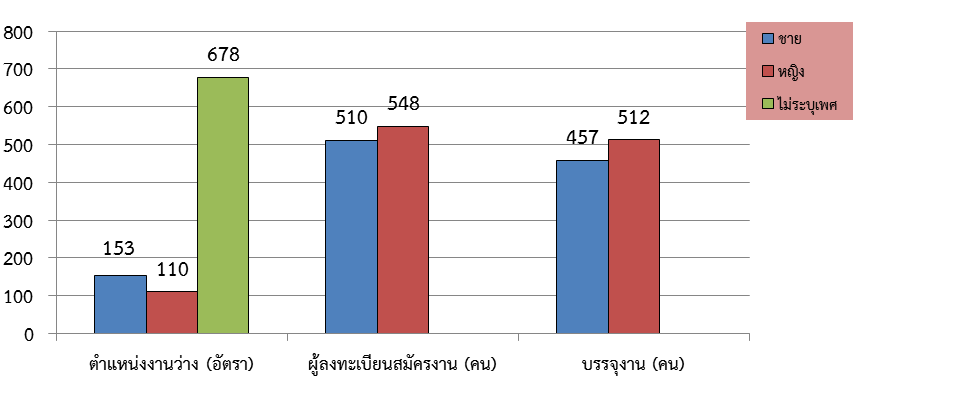 800
700
600
500
400
300
200
100
0
153
110
678
510
548
457
512
ตำแหน่งงานว่าง (อัตรา)
ผู้ลงทะเบียนสมัครงาน (คน)
บรรจุงาน (คน)
ชาย
หญิง
ไม่ระบุเพศ